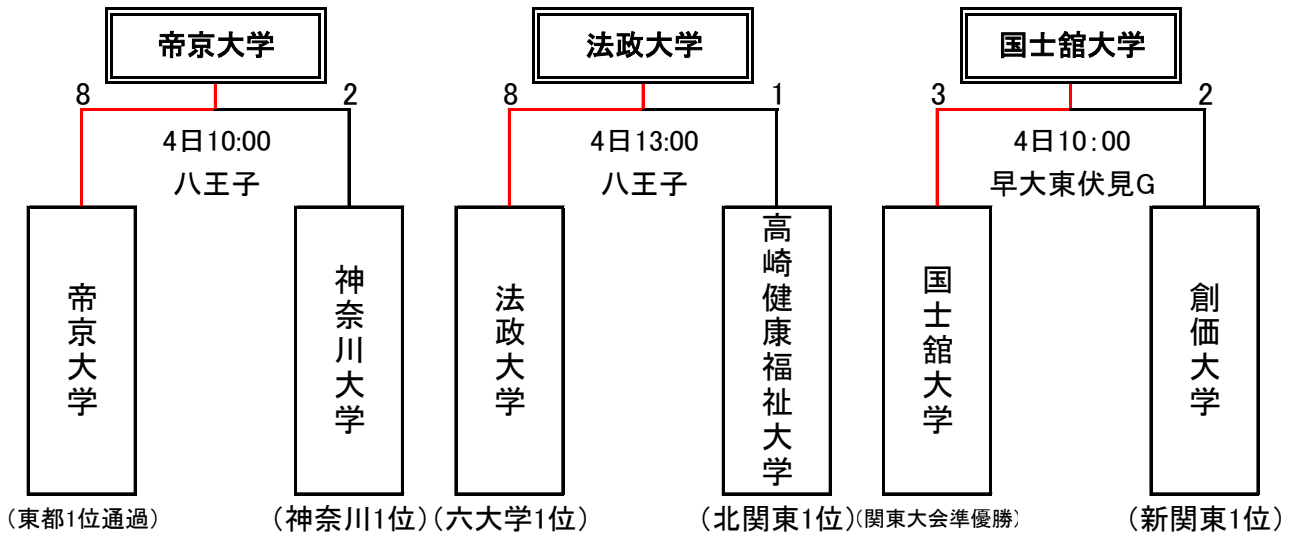 帝京大学
法政大学
国士舘大学
8
2
8
1
3
2
4日10:00
4日13:00
4日10:00
八王子
八王子
早大東伏見G
帝京大学
神奈川大学
法政大学
高崎健康福祉大学
国士舘大学
創価大学
(東都1位通過)
(神奈川1位)
(六大学1位)
(北関東1位)
(関東大会準優勝)
(新関東1位)